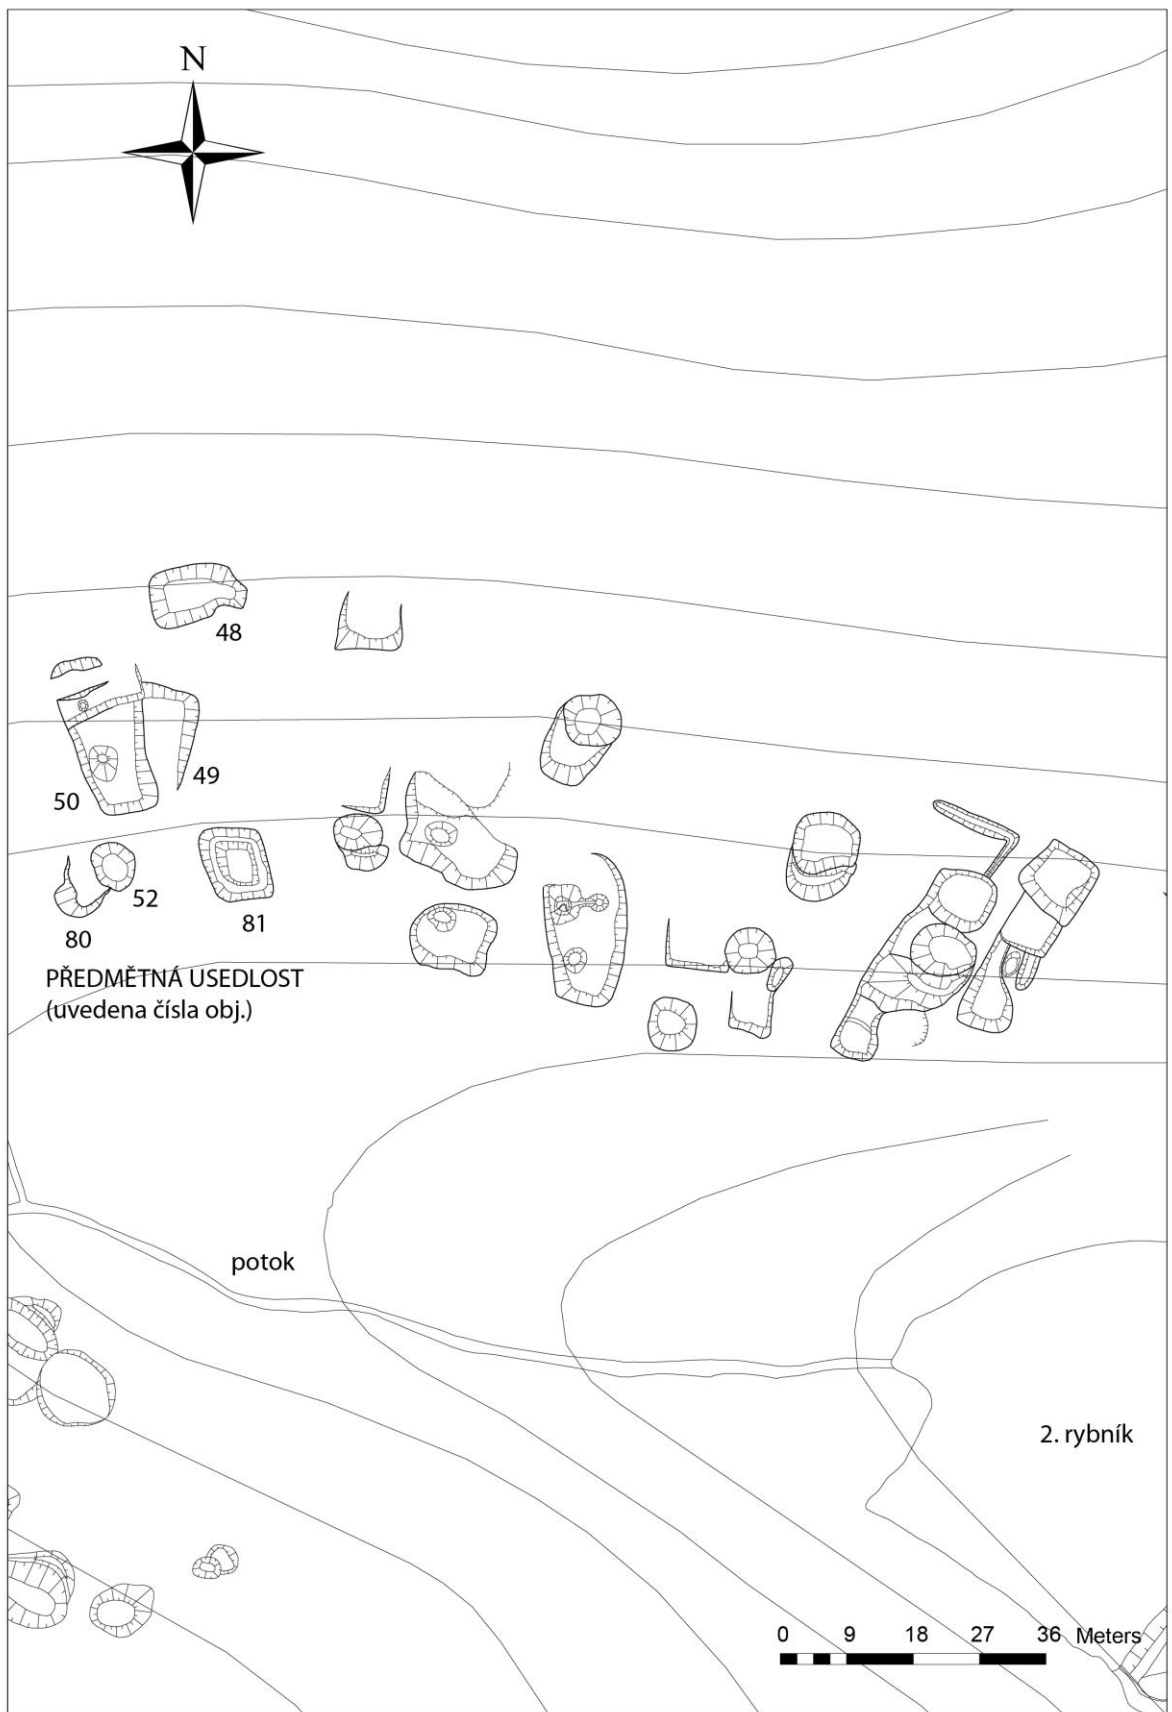 N
48
49
50
52
80
81
PŘEDMĚTNÁ USEDLOST
(uvedena čísla obj.)
potok
2. rybník
0 9 18 27 36 Meters